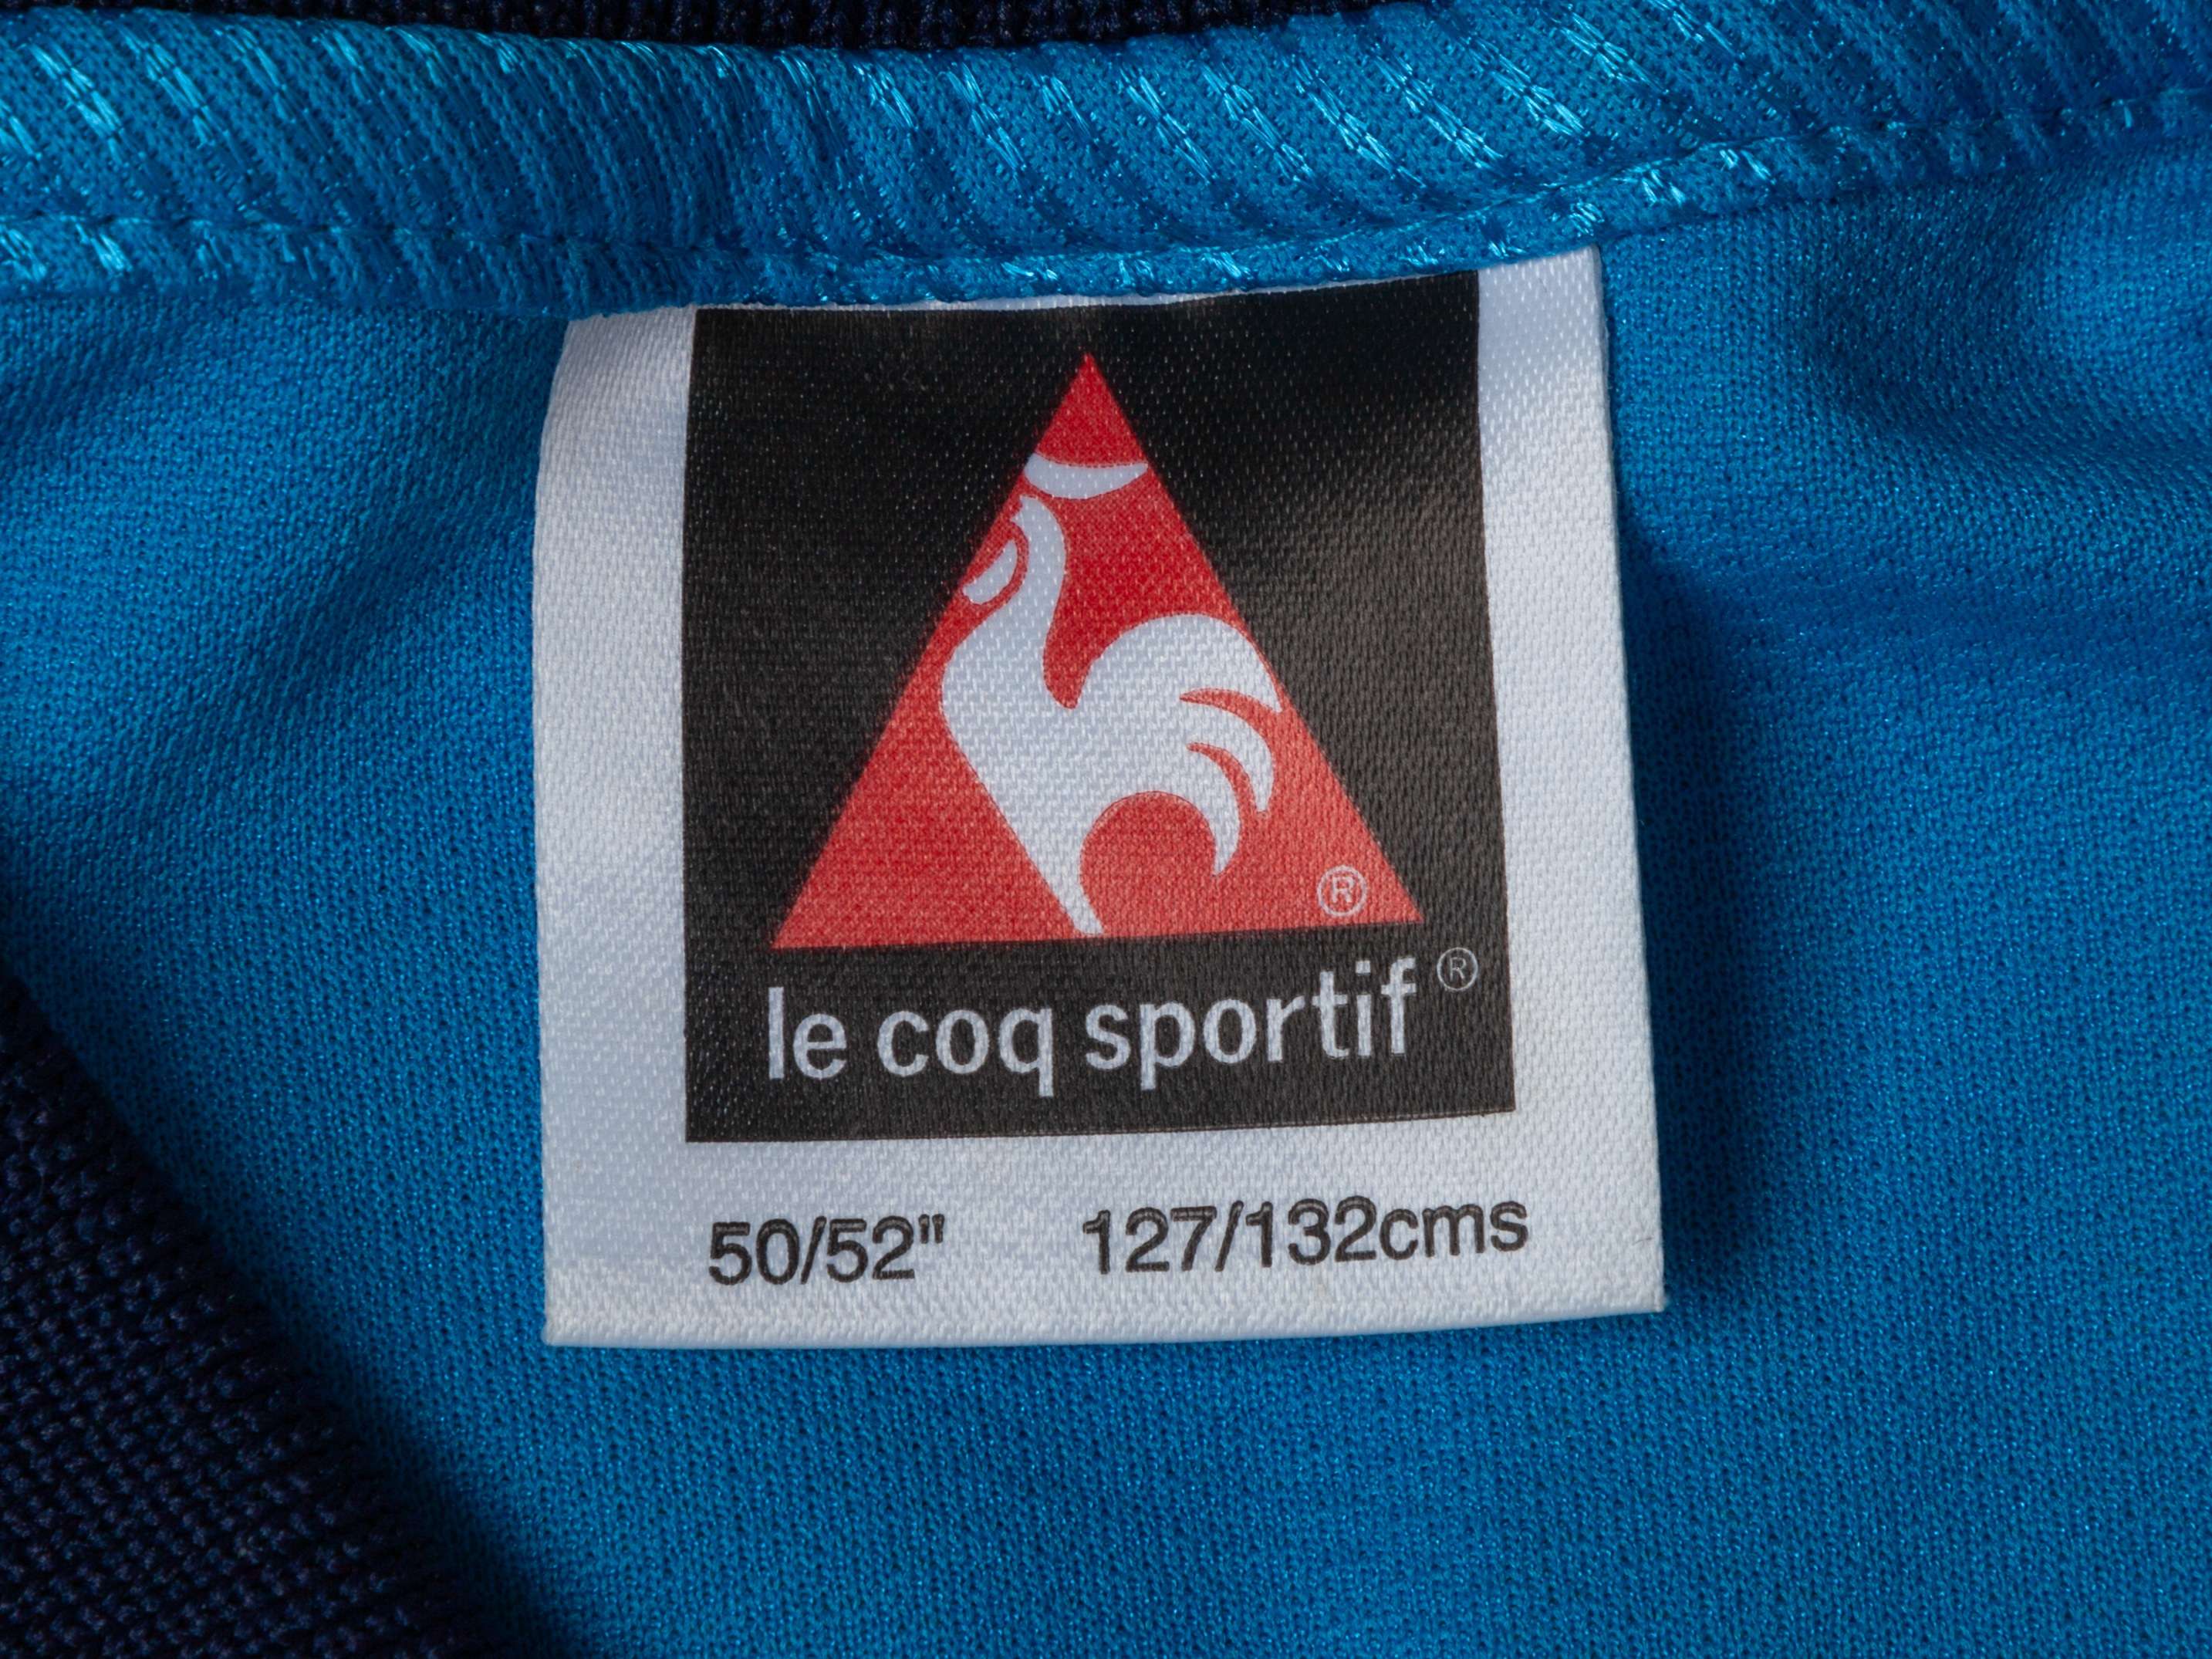 ®
le coq sportif ®
50/52" 127/132cms